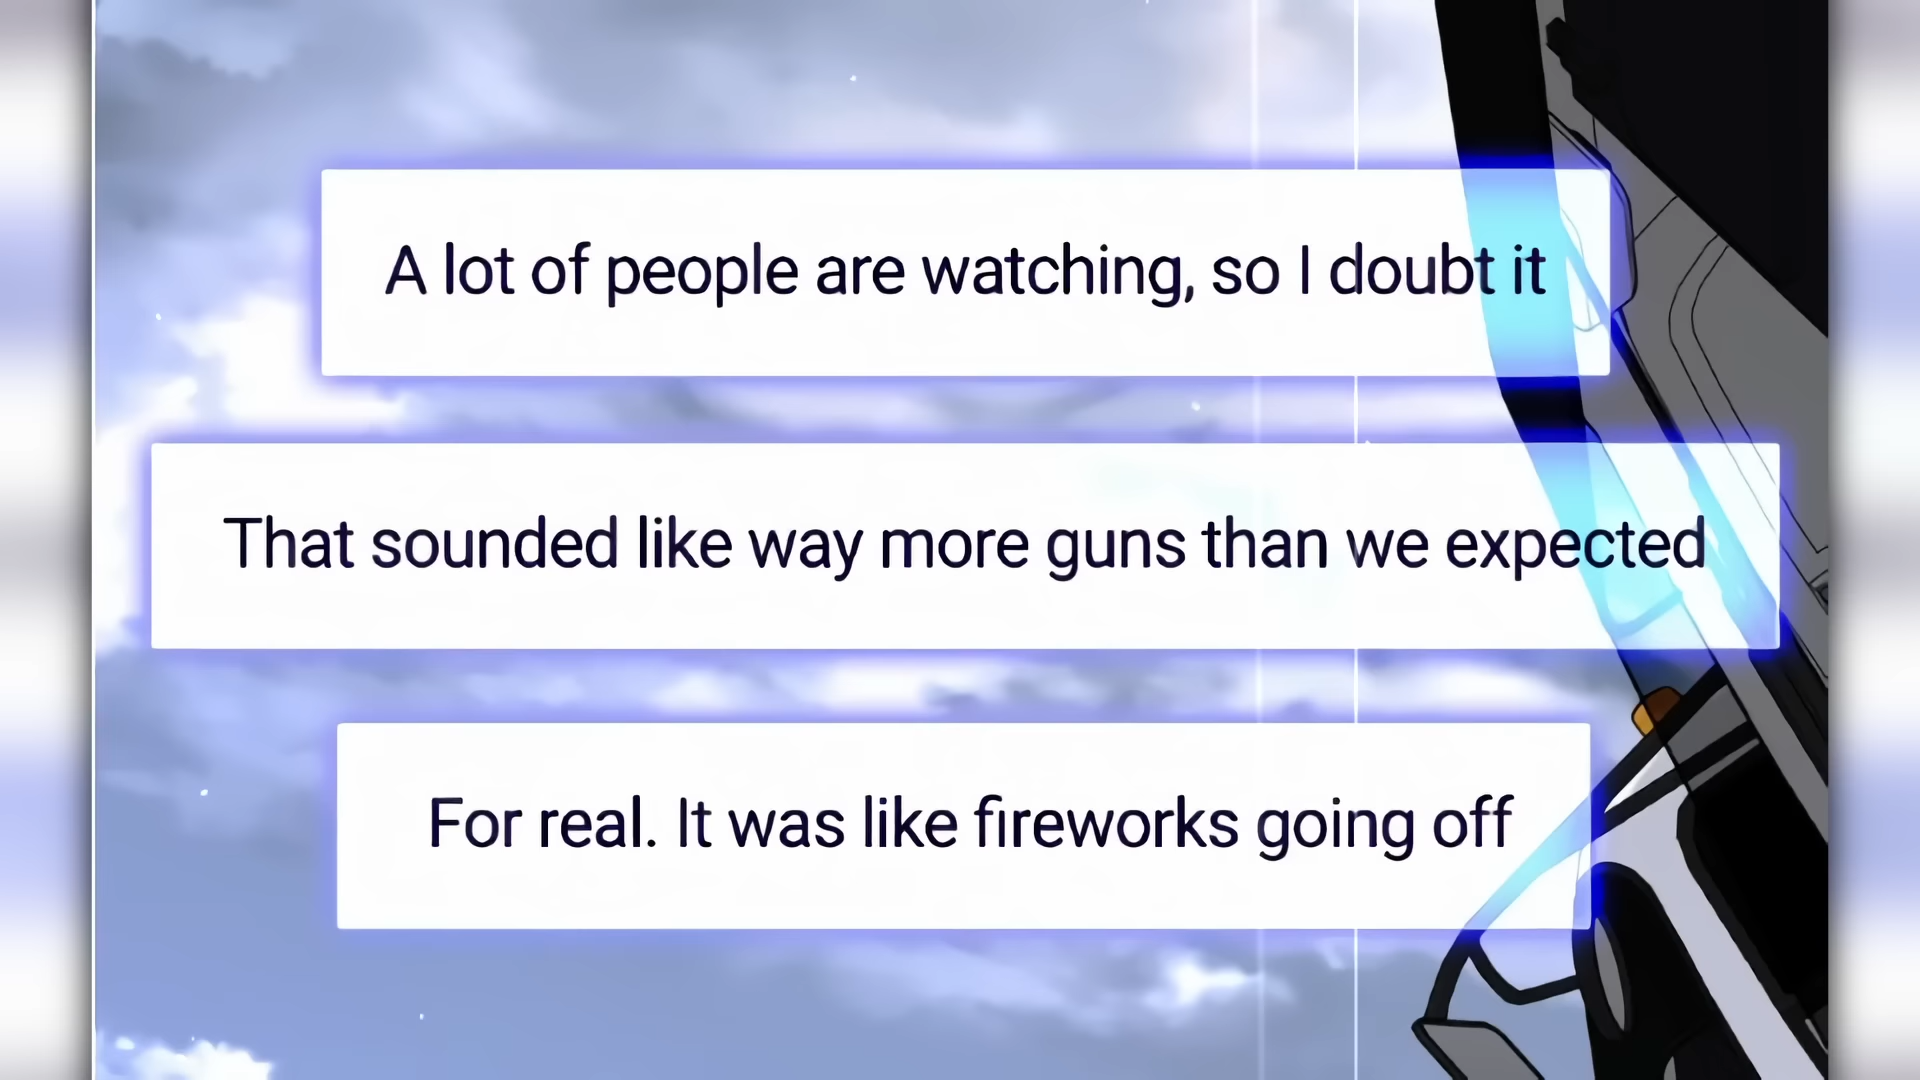 A lot of people are watching, so I doubt it
That sounded like way more guns than we expected
For real. It was like fireworks going off